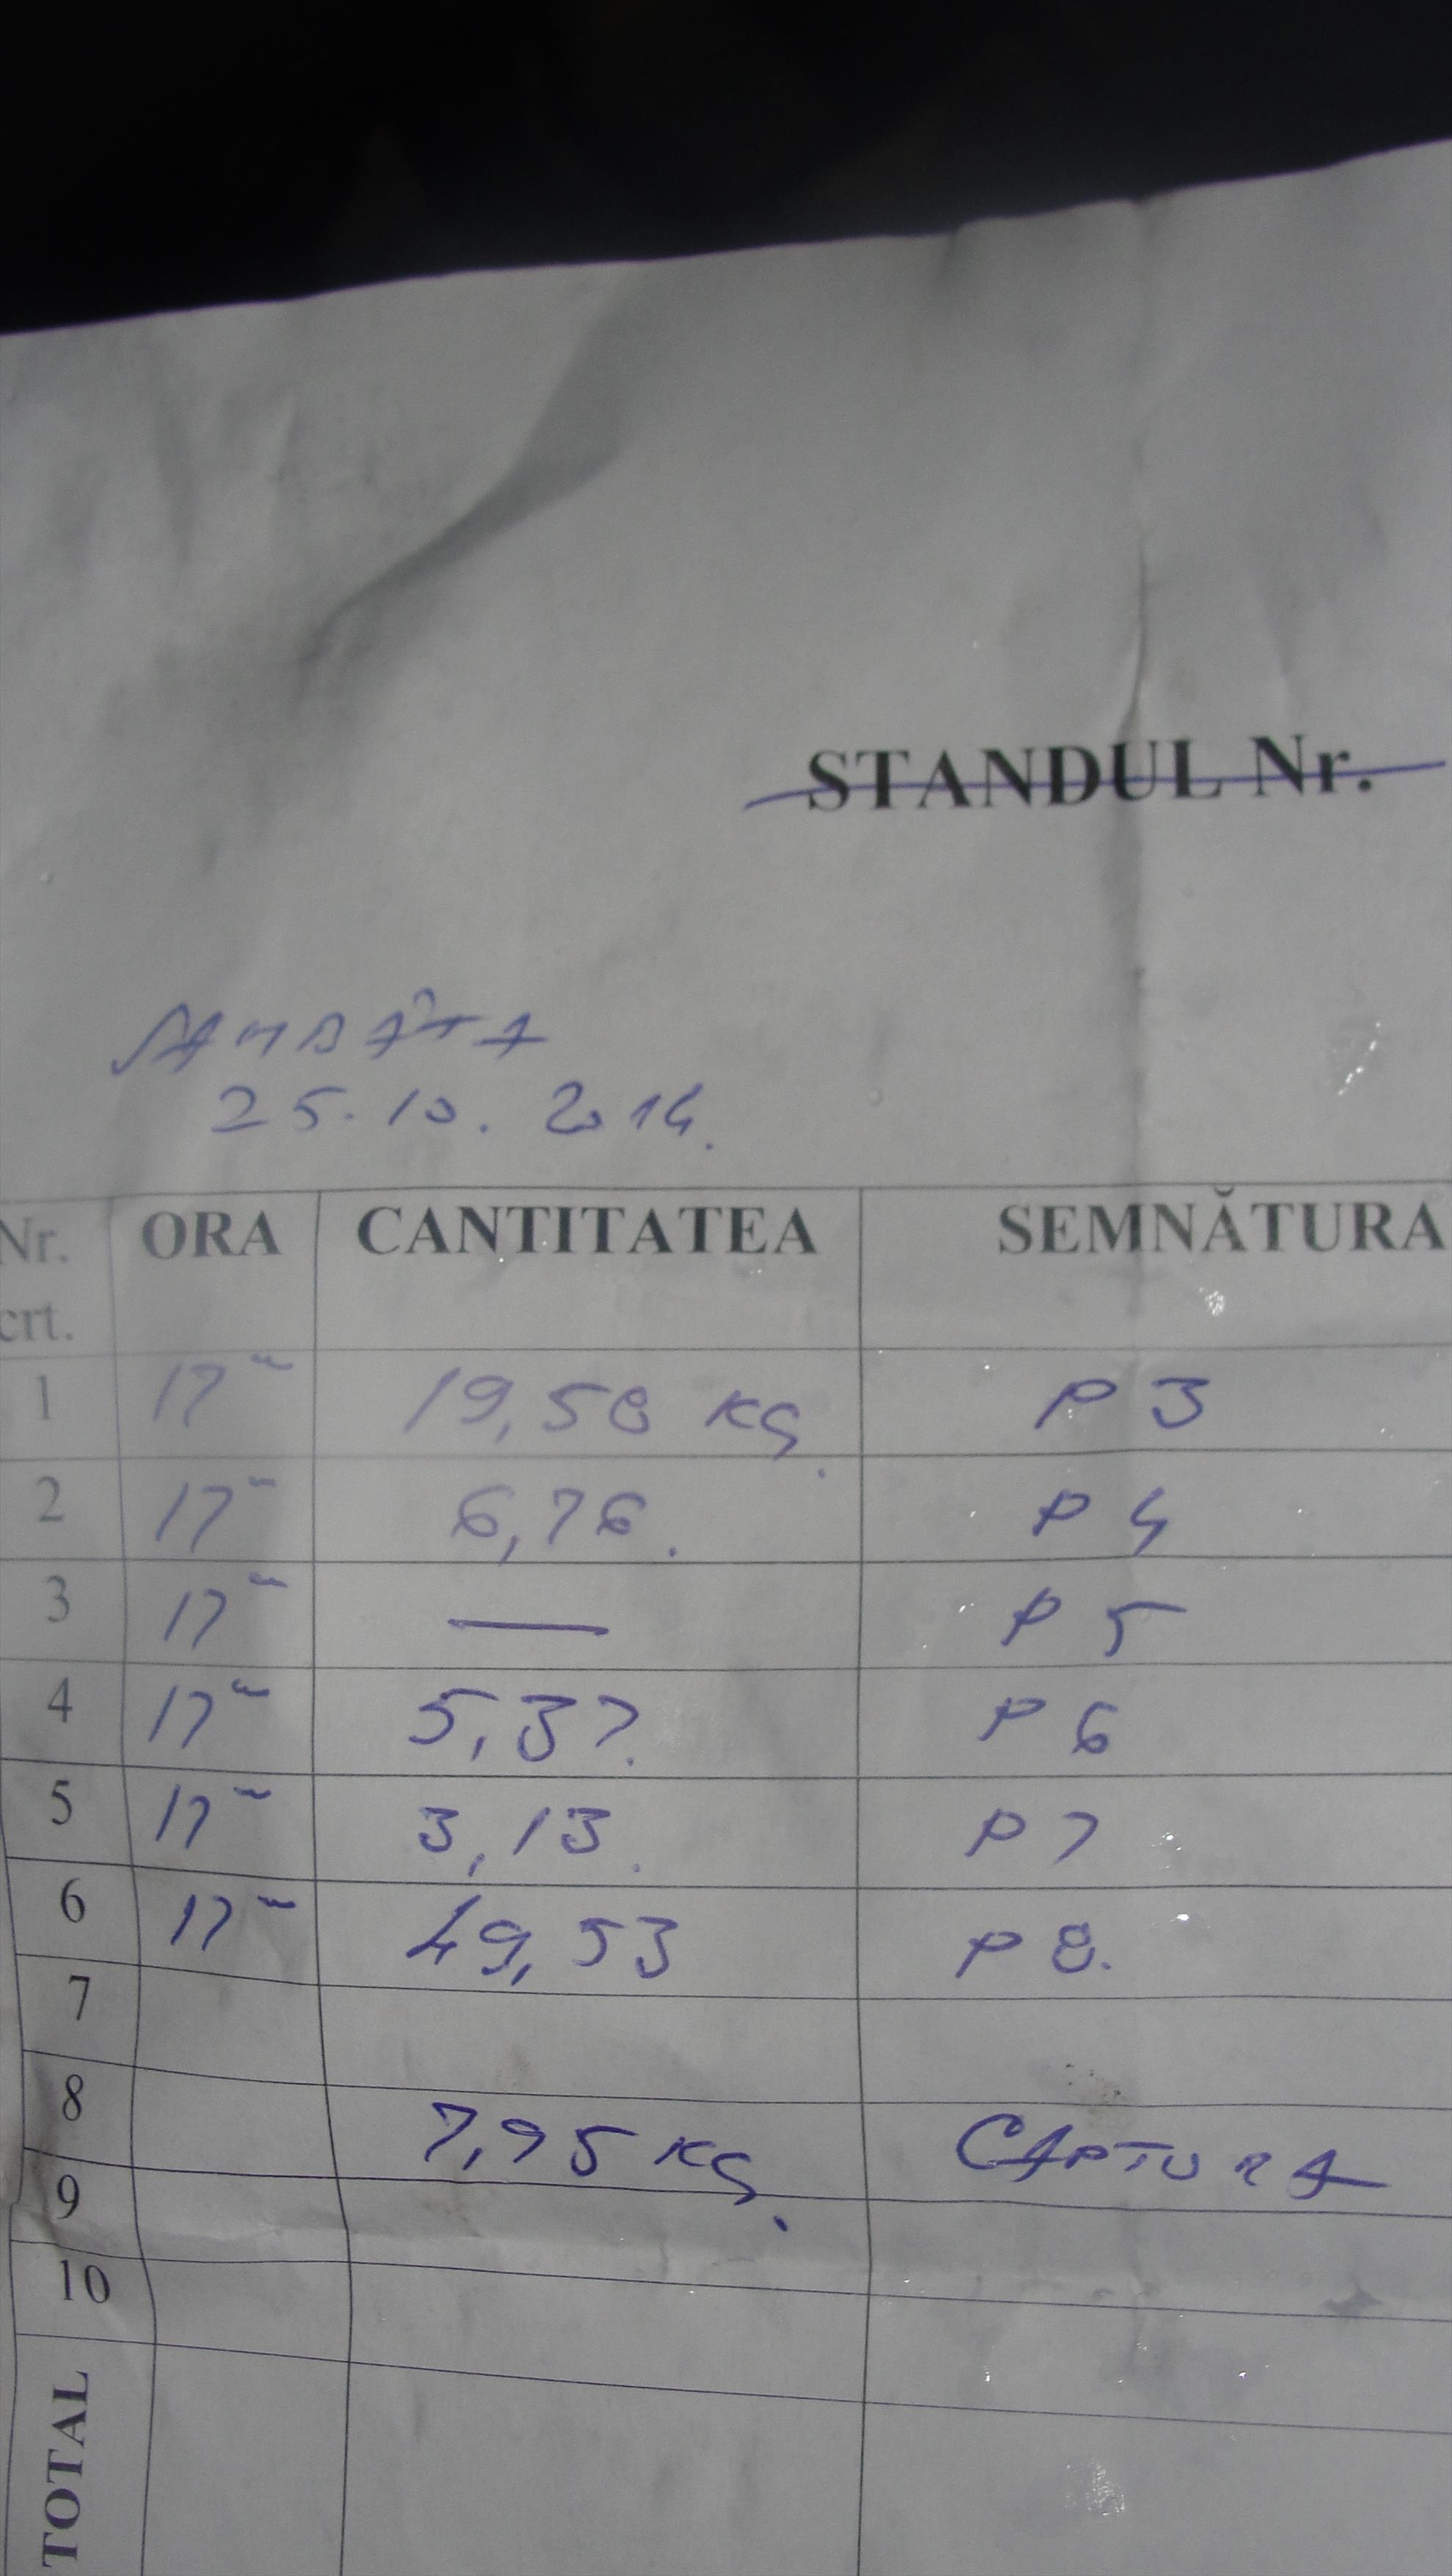 STANDUL Nr.
SAMBĂTA
25.10.2014.
Nr. crt. ORA CANTITATEA SEMNĂTURA
1 17 19,58 KG. P3
2 17 6,76. P4
3 17 — P5
4 17 5,37. P6
5 17 3,13. P7
6 17 49,53 P8.
7
8 7,95 KG. CAPTURA
9
10
TOTAL